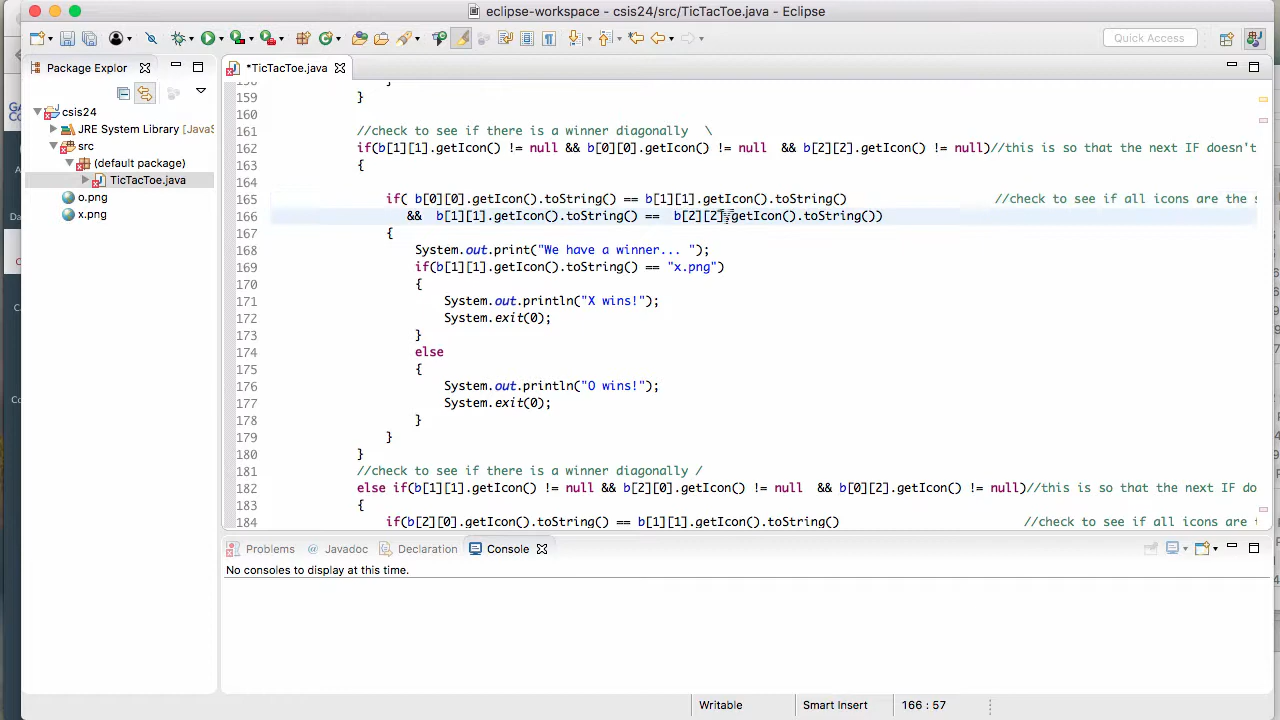 eclipse-workspace - csis24/src/TicTacToe.java - Eclipse
Quick Access
Package Explor
*TicTacToe.java
csis24
JRE System Library [JavaS
src
(default package)
TicTacToe.java
o.png
x.png
159 }
160
161 //check to see if there is a winner diagonally \
162 if(b[1][1].getIcon() != null && b[0][0].getIcon() != null && b[2][2].getIcon() != null)//this is so that the next IF doesn't
163 {
164
165 if( b[0][0].getIcon().toString() == b[1][1].getIcon().toString() //check to see if all icons are the s
166 && b[1][1].getIcon().toString() == b[2][2].getIcon().toString())
167 {
168 System.out.print("We have a winner... ");
169 if(b[1][1].getIcon().toString() == "x.png")
170 {
171 System.out.println("X wins!");
172 System.exit(0);
173 }
174 else
175 {
176 System.out.println("O wins!");
177 System.exit(0);
178 }
179 }
180 }
181 //check to see if there is a winner diagonally /
182 else if(b[1][1].getIcon() != null && b[2][0].getIcon() != null && b[0][2].getIcon() != null)//this is so that the next IF do
183 {
184 if(b[2][0].getIcon().toString() == b[1][1].getIcon().toString() //check to see if all icons are t
Problems @ Javadoc Declaration Console
No consoles to display at this time.
Writable Smart Insert 166 : 57